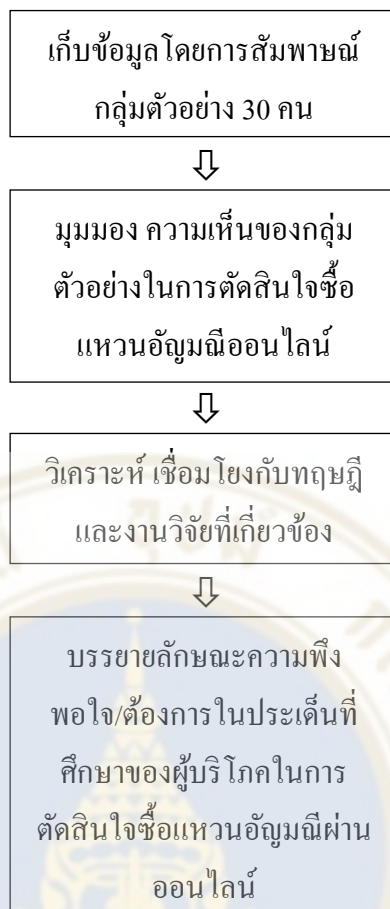 เก็บข้อมูลโดยการสัมพาษณ์
กลุ่มตัวอย่าง 30 คน
มุมมอง ความเห็นของกลุ่ม
ตัวอย่างในการตัดสินใจซื้อ
แหวนอัญมณีออนไลน์
วิเคราะห์ เชื่อมโยงกับทฤษฎี
และงานวิจัยที่เกี่ยวข้อง
บรรยายลักษณะความพึง
พอใจ/ต้องการในประเด็นที่
ศึกษาของผู้บริโภคในการ
ตัดสินใจซื้อแหวนอัญมณีผ่าน
ออนไลน์